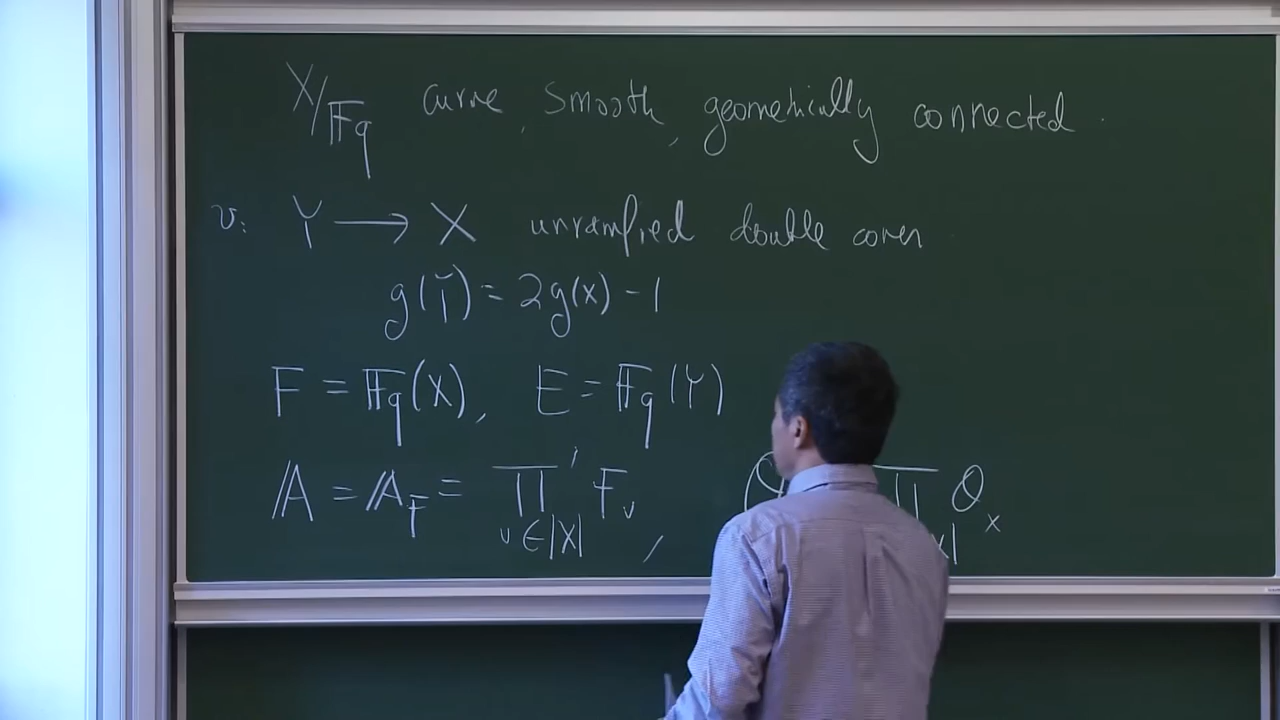 X/𝔽q curve, smooth, geometrically connected.
ν: Y → X unramified double cover
g(Y) = 2g(X) - 1
F = 𝔽q(X), E = 𝔽q(Y)
𝔸 = 𝔸_F = ∏'_{v∈|X|} F_v, 𝒪 ∏ 𝒪_x